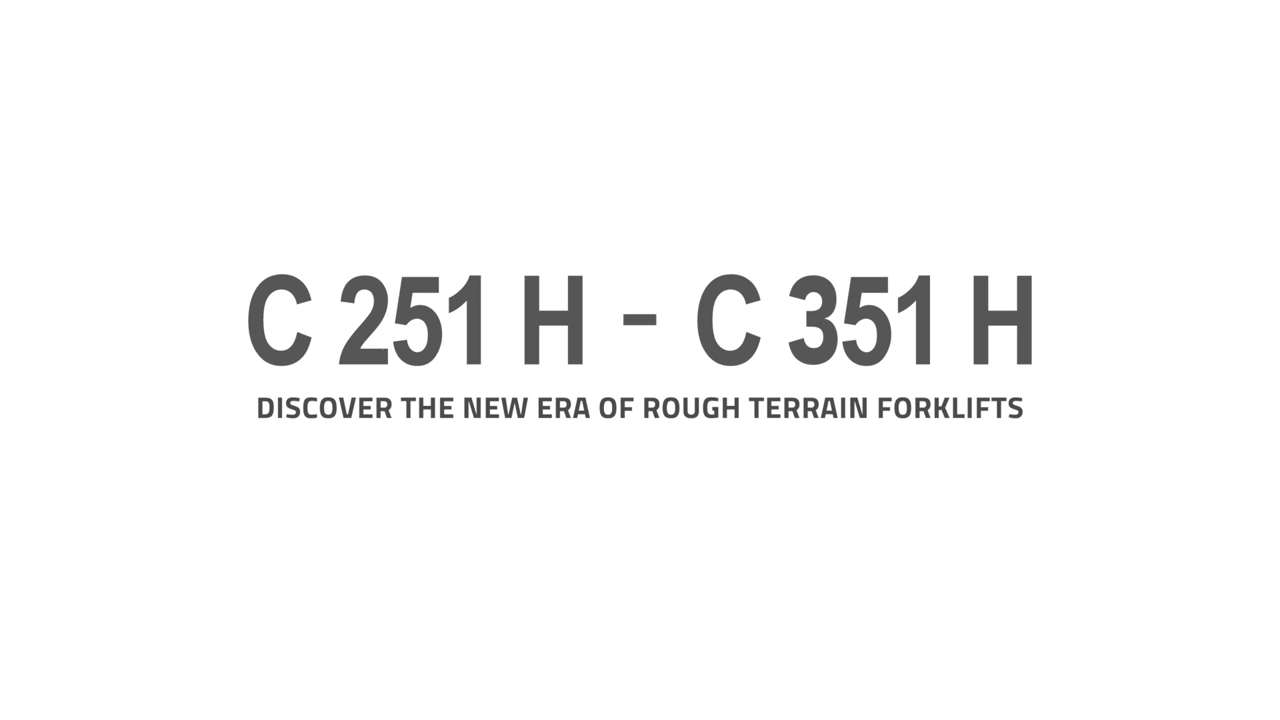 C 251 H - C 351 H
DISCOVER THE NEW ERA OF ROUGH TERRAIN FORKLIFTS